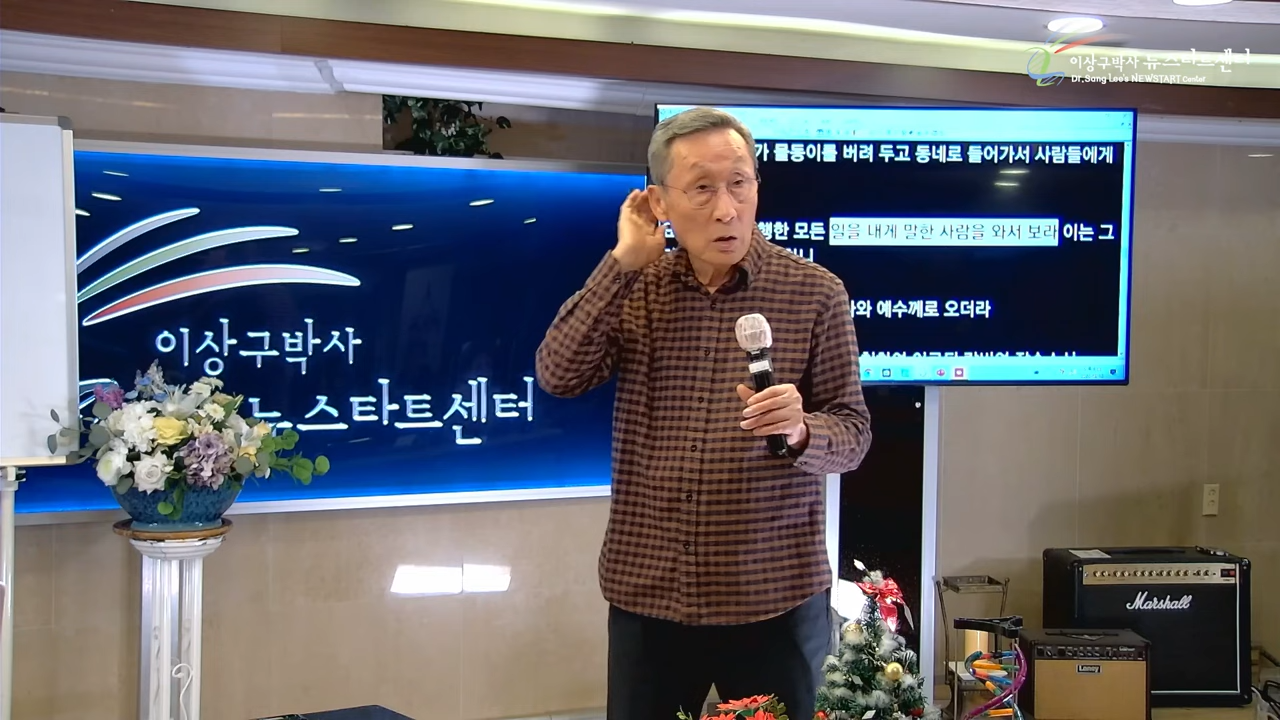 이상구박사 뉴스타트센터
Dr. Sang Lee's NEWSTART Center
가 물동이를 버려 두고 동네로 들어가서 사람들에게
행한 모든 일을 내게 말한 사람을 와서 보라 이는 그
예수께로 오더라
이상구박사
뉴스타트센터
Marshall
Laney